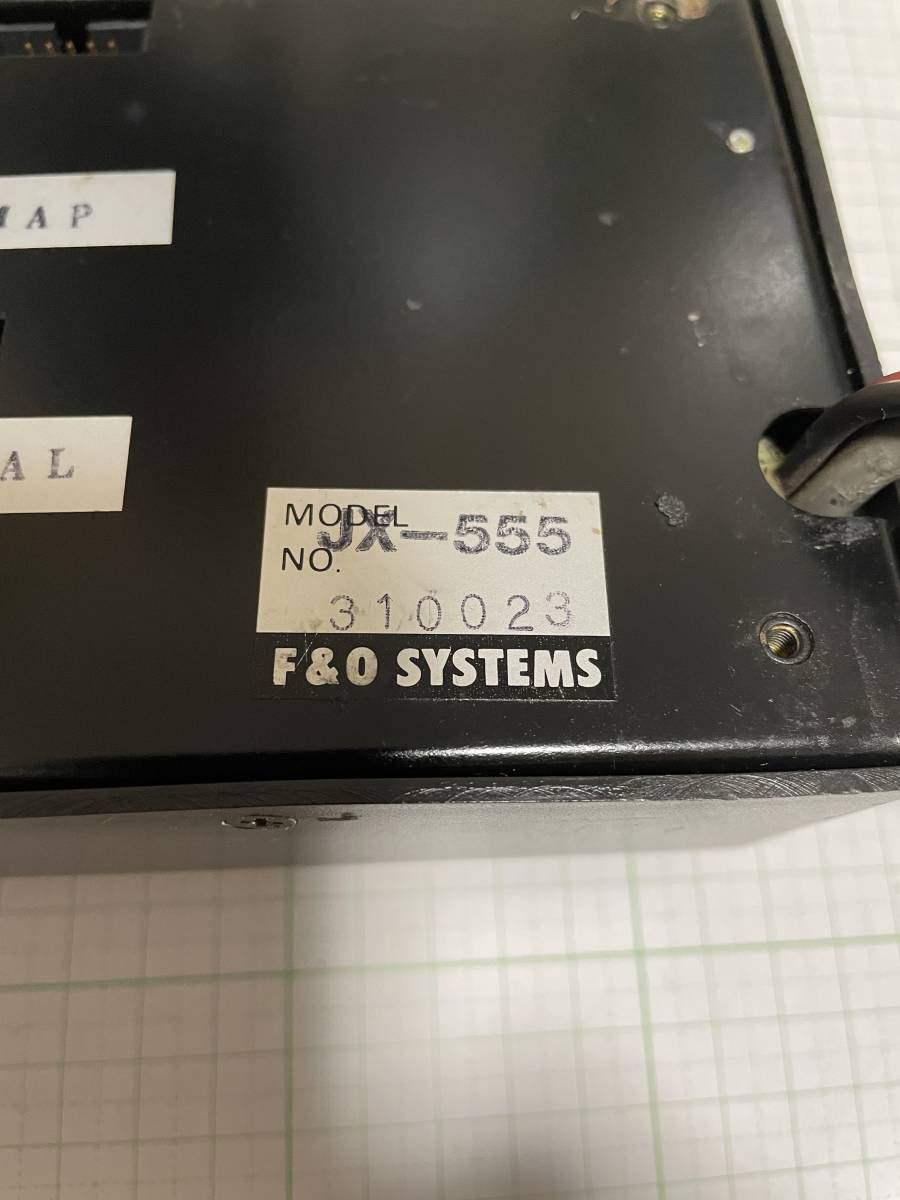 MAP
AL
MODEL JX-555
NO.
310023
F&O SYSTEMS